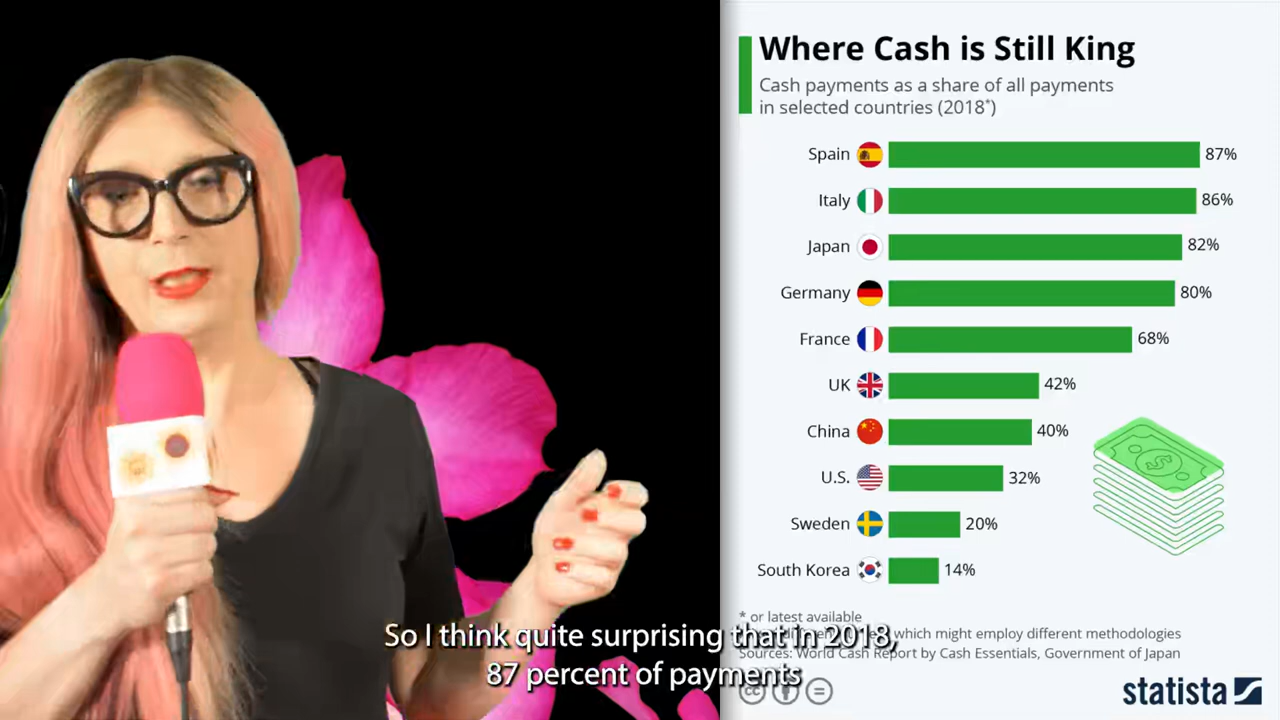 Where Cash is Still King
Cash payments as a share of all payments
in selected countries (2018*)
Spain 87%
Italy 86%
Japan 82%
Germany 80%
France 68%
UK 42%
China 40%
U.S. 32%
Sweden 20%
South Korea 14%
* or latest available
which might employ different methodologies
Sources: World Cash Report by Cash Essentials, Government of Japan
So I think quite surprising that in 2018,
87 percent of payments
statista